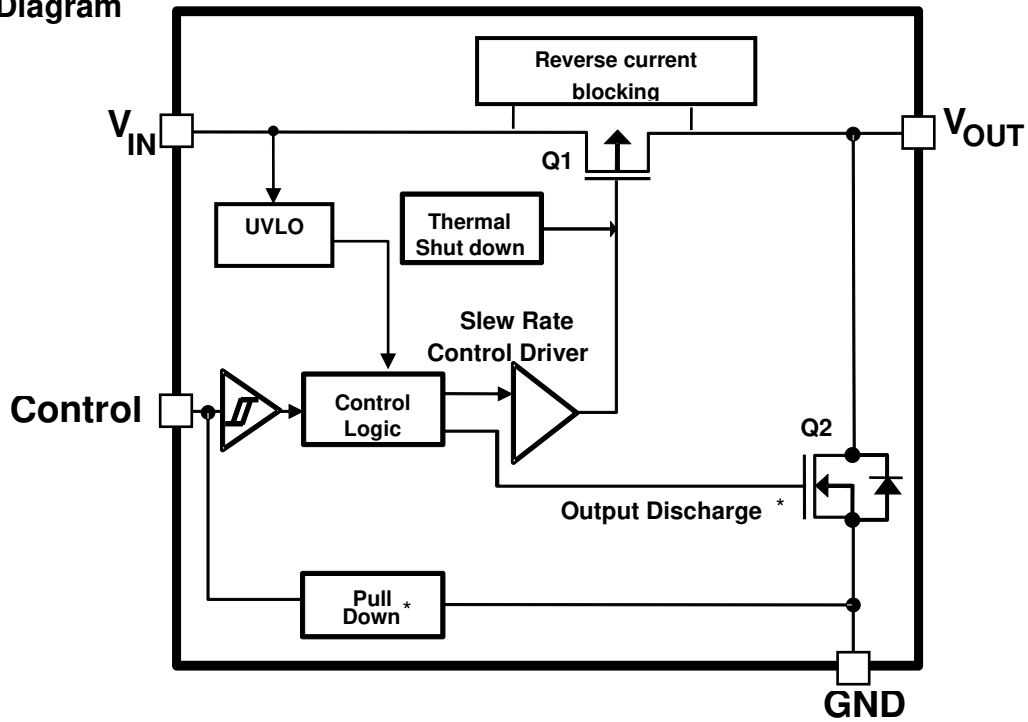 Diagram
Reverse current
blocking
VIN
VOUT
Q1
UVLO
Thermal
Shut down
Slew Rate
Control Driver
Control
Control
Logic
Q2
Output Discharge *
Pull
Down *
GND